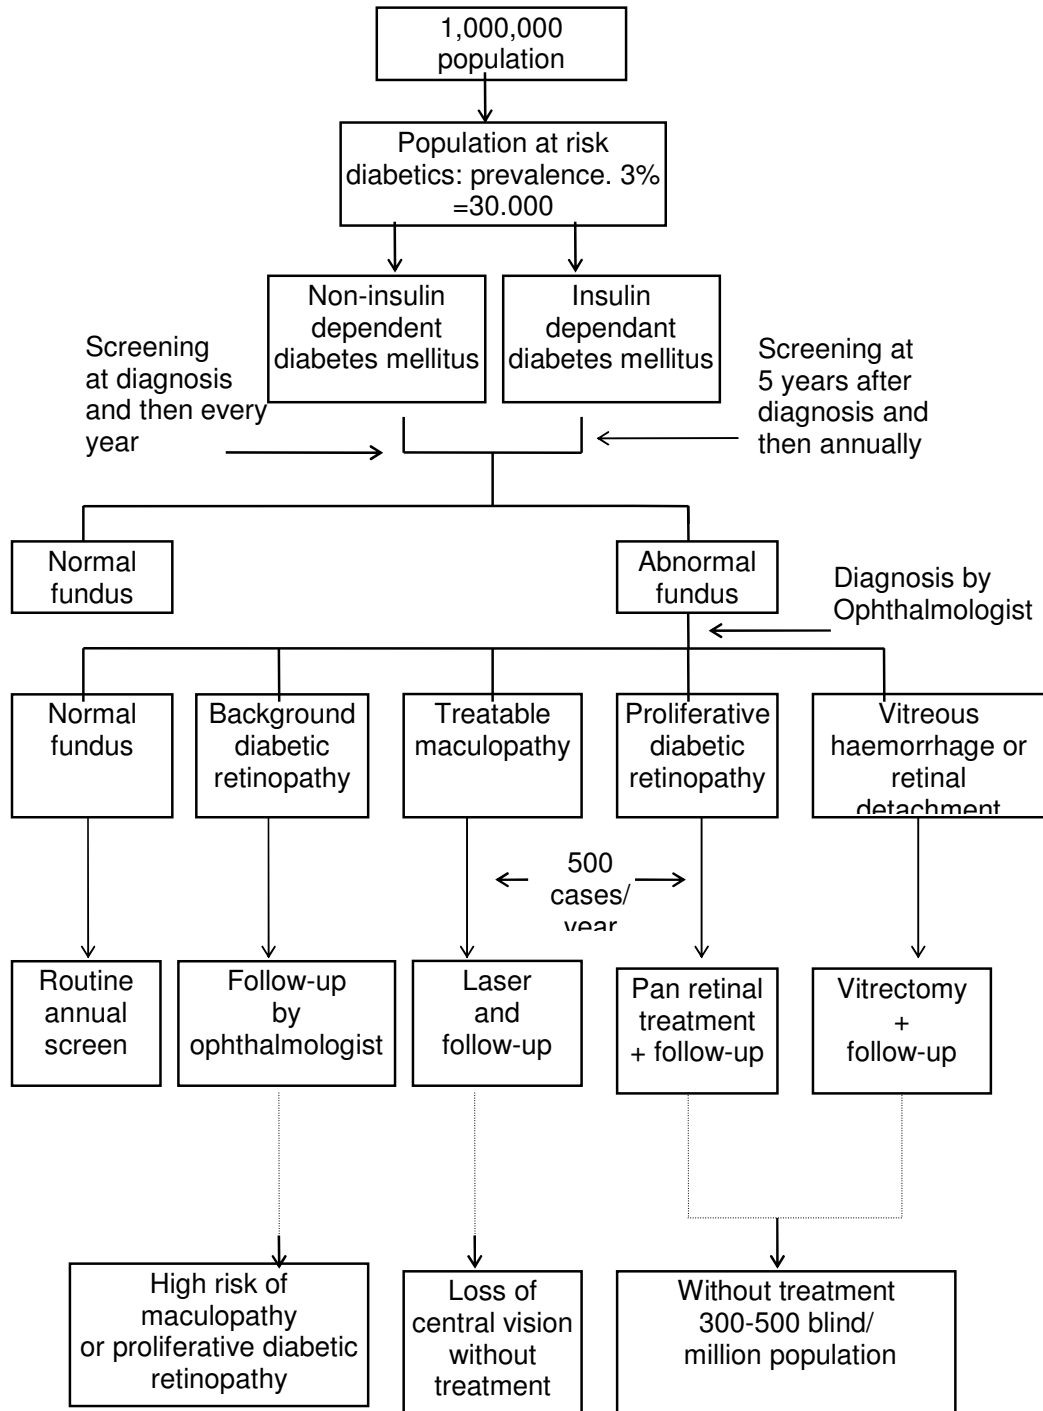 1,000,000
population
Population at risk
diabetics: prevalence. 3%
=30.000
Non-insulin
dependent
diabetes mellitus
Insulin
dependant
diabetes mellitus
Screening
at diagnosis
and then every
year
Screening at
5 years after
diagnosis and
then annually
Normal
fundus
Abnormal
fundus
Diagnosis by
Ophthalmologist
Normal
fundus
Background
diabetic
retinopathy
Treatable
maculopathy
Proliferative
diabetic
retinopathy
Vitreous
haemorrhage or
retinal
detachment
500
cases/
year
Routine
annual
screen
Follow-up
by
ophthalmologist
Laser
and
follow-up
Pan retinal
treatment
+ follow-up
Vitrectomy
+
follow-up
High risk of
maculopathy
or proliferative diabetic
retinopathy
Loss of
central vision
without
treatment
Without treatment
300-500 blind/
million population